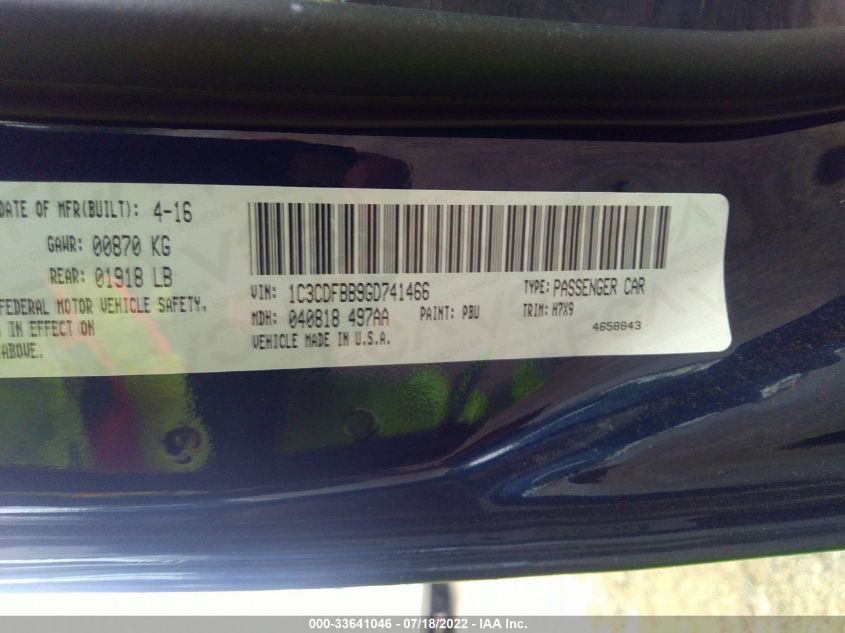 DATE OF MFR(BUILT): 4-16
GAWR: 00870 KG
REAR: 01918 LB
FEDERAL MOTOR VEHICLE SAFETY,
IN EFFECT ON
ABOVE.
VIN: 1C3CDFBB9GD741466
TYPE: PASSENGER CAR
MDH: 040818 497AA
PAINT: PBU
TRIM: H7X9
VEHICLE MADE IN U.S.A.
4658843
000-33641046 - 07/18/2022 - IAA Inc.